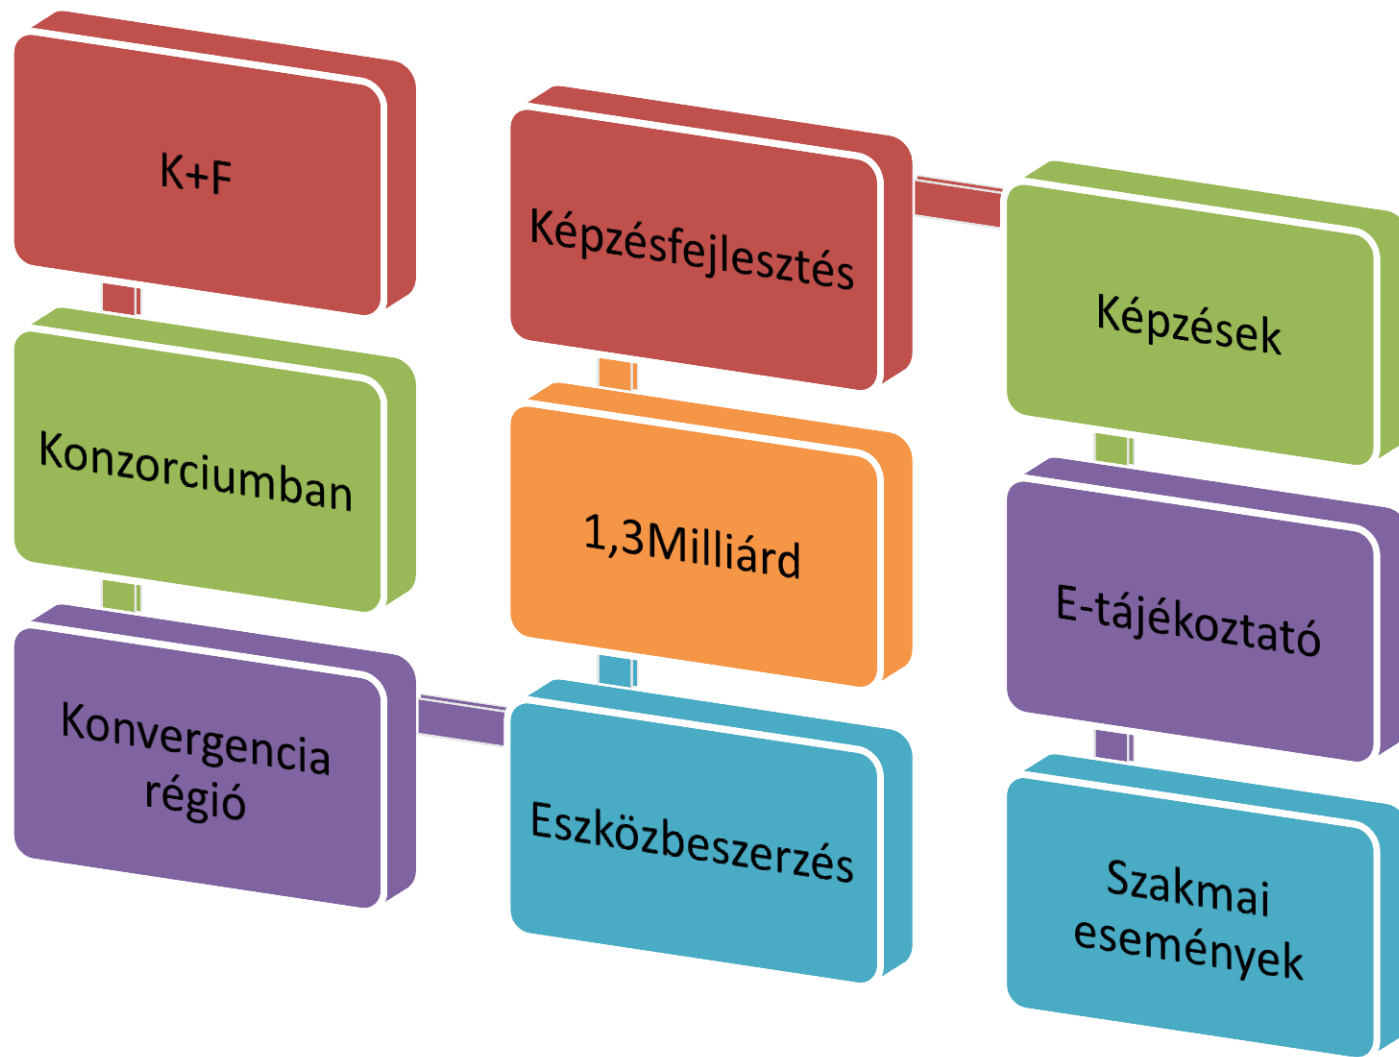 K+F
Konzorciumban
Konvergencia
régió
Eszközbeszerzés
1,3Milliárd
Képzésfejlesztés
Képzések
E-tájékoztató
Szakmai
események